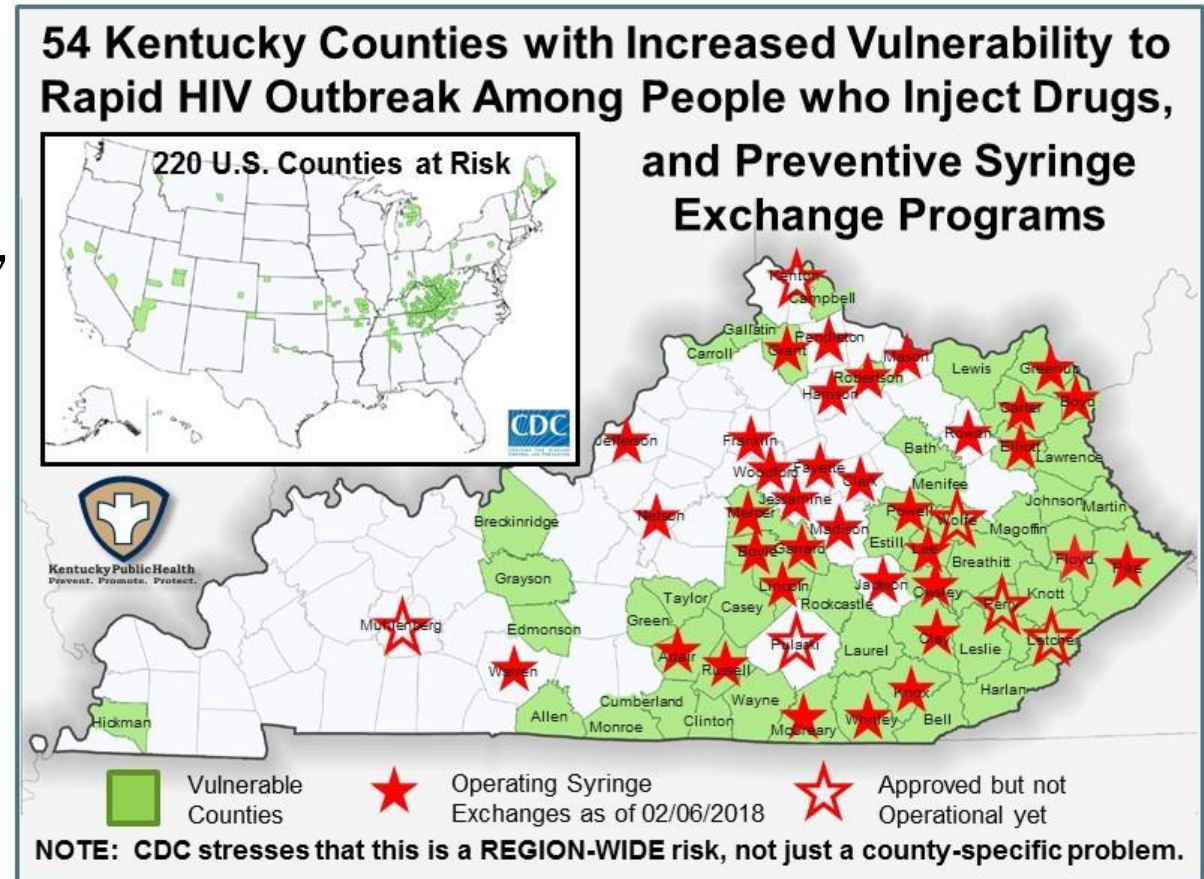 54 Kentucky Counties with Increased Vulnerability to
Rapid HIV Outbreak Among People who Inject Drugs,
and Preventive Syringe
Exchange Programs
220 U.S. Counties at Risk
CDC
KentuckyPublicHealth
Prevent. Promote. Protect.
Kenton
Campbell
Gallatin
Carroll
Grant
Pendleton
Mason
Robertson
Harrison
Lewis
Greenup
Carter
Boyd
Jefferson
Franklin
Rowan
Elliott
Lawrence
Bath
Woodford
Fayette
Clark
Menifee
Jessamine
Nelson
Mercer
Madison
Powell
Wolfe
Magoffin
Johnson
Martin
Breckinridge
Boyle
Garrard
Estill
Lee
Breathitt
Floyd
Pike
Grayson
Lincoln
Jackson
Owsley
Perry
Knott
Taylor
Casey
Rockcastle
Green
Muhlenberg
Edmonson
Pulaski
Laurel
Clay
Leslie
Letcher
Adair
Russell
Warren
Knox
Harlan
Cumberland
Wayne
Hickman
Allen
Monroe
Clinton
McCreary
Whitley
Bell
Vulnerable
Counties
Operating Syringe
Exchanges as of 02/06/2018
Approved but not
Operational yet
NOTE: CDC stresses that this is a REGION-WIDE risk, not just a county-specific problem.